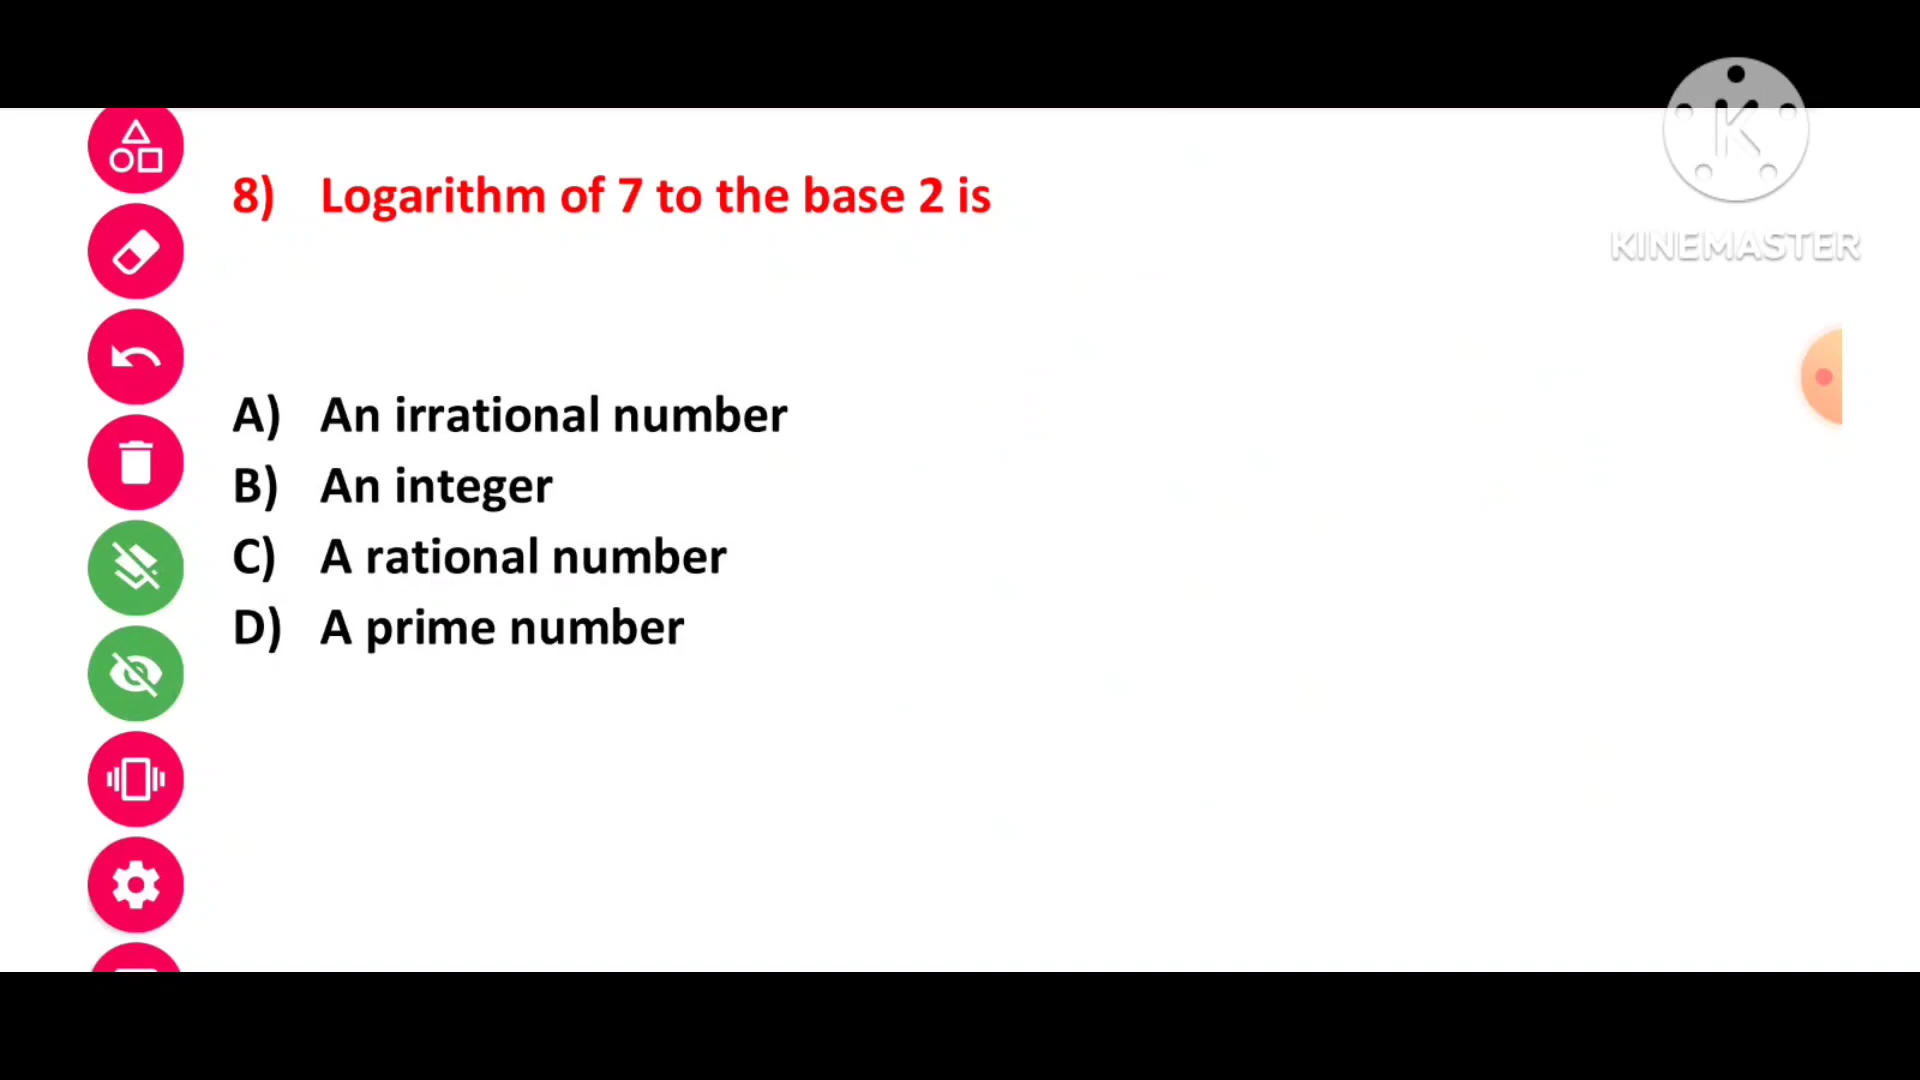 8) Logarithm of 7 to the base 2 is
A) An irrational number
B) An integer
C) A rational number
D) A prime number
K
KINEMASTER